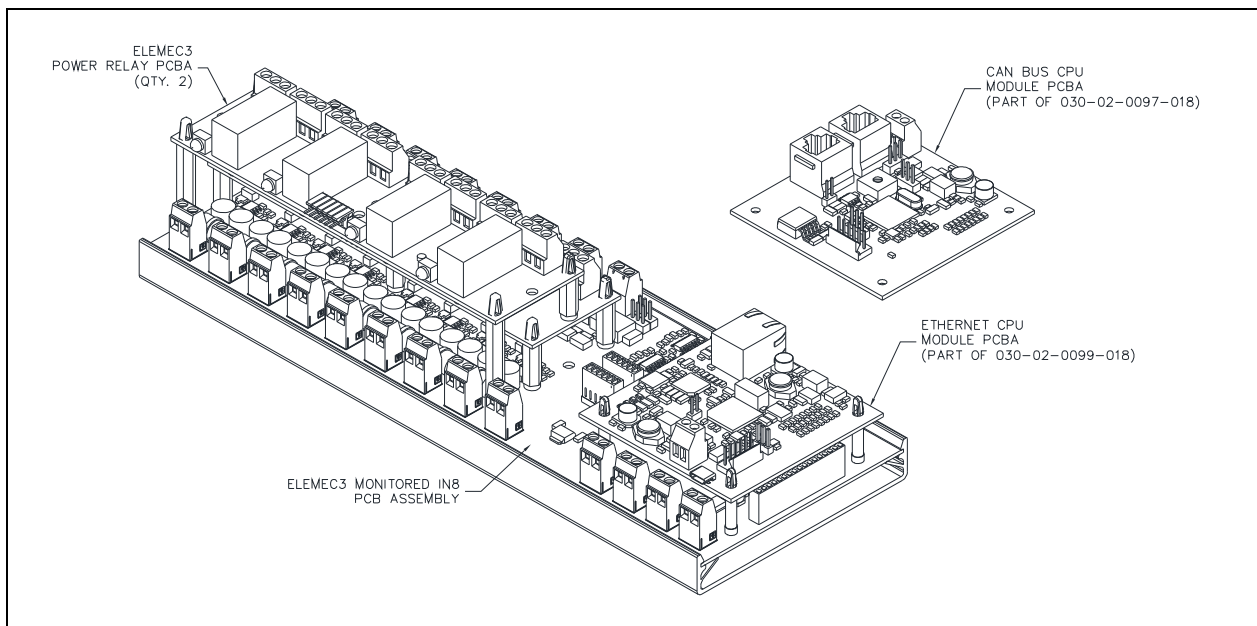 ELEMEC3
POWER RELAY PCBA
(QTY. 2)
CAN BUS CPU
MODULE PCBA
(PART OF 030-02-0097-018)
ETHERNET CPU
MODULE PCBA
(PART OF 030-02-0099-018)
ELEMEC3 MONITORED IN8
PCB ASSEMBLY